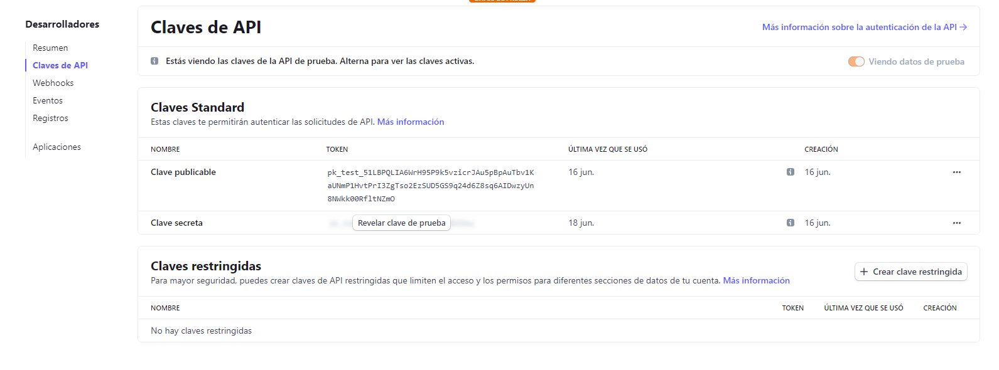 Desarrolladores
Resumen
Claves de API
Webhooks
Eventos
Registros
Aplicaciones
Claves de API
Más información sobre la autenticación de la API →
Estás viendo las claves de la API de prueba. Alterna para ver las claves activas.
Viendo datos de prueba
Claves Standard
Estas claves te permitirán autenticar las solicitudes de API. Más información
NOMBRE TOKEN ÚLTIMA VEZ QUE SE USÓ CREACIÓN
Clave publicable pk_test_51LBPQLIA6WrH95P9k5vzicrJAu5pBpAuTbv1K 16 jun. 16 jun.
aUNmP1HvtPrI3ZgTso2EzSUD5GS9q24d6Z8sq6AIDwzyUn
8NWkk00RfltNZmO
Clave secreta Revelar clave de prueba 18 jun. 16 jun.
Claves restringidas
Para mayor seguridad, puedes crear claves de API restringidas que limiten el acceso y los permisos para diferentes secciones de datos de tu cuenta. Más información
+ Crear clave restringida
NOMBRE TOKEN ÚLTIMA VEZ QUE SE USÓ CREACIÓN
No hay claves restringidas